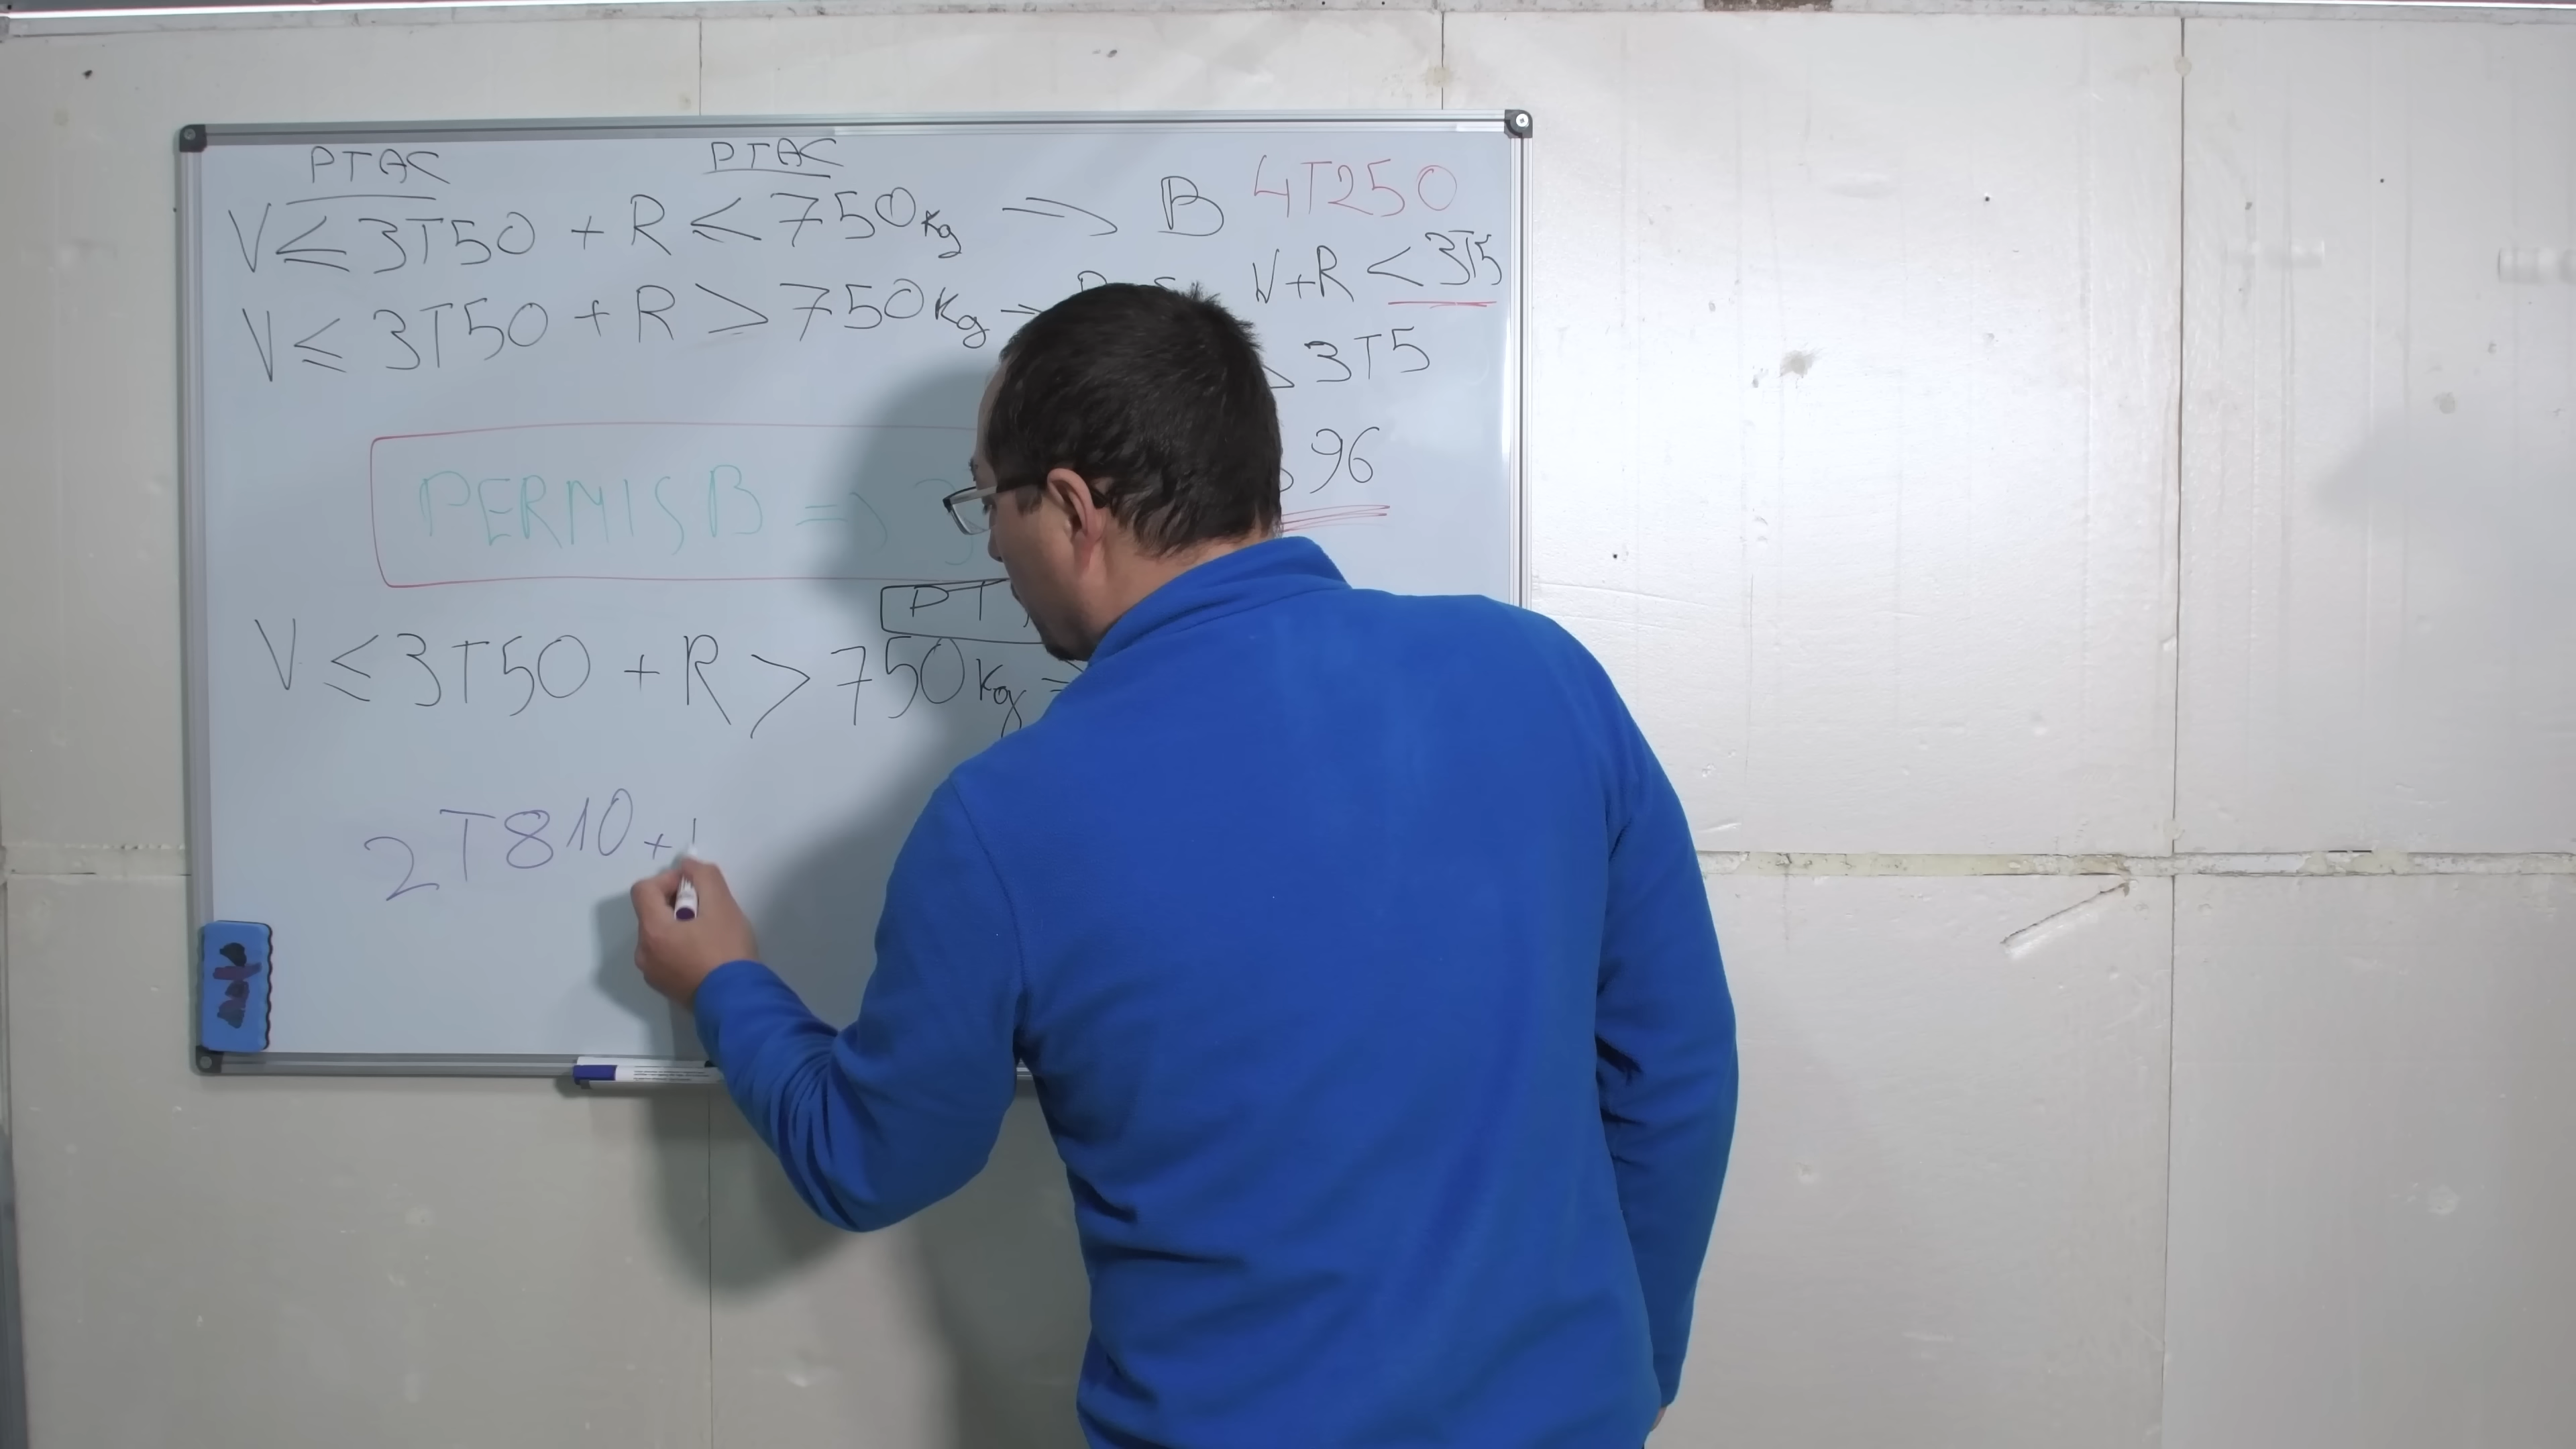 PTAC PTAC
V ≤ 3T50 + R ≤ 750Kg => B 4T250
V+R < 3T5
V ≤ 3T50 + R > 750Kg
3T5
96
PERMIS B =>
PT
V ≤ 3T50 + R > 750Kg =
2T810 +